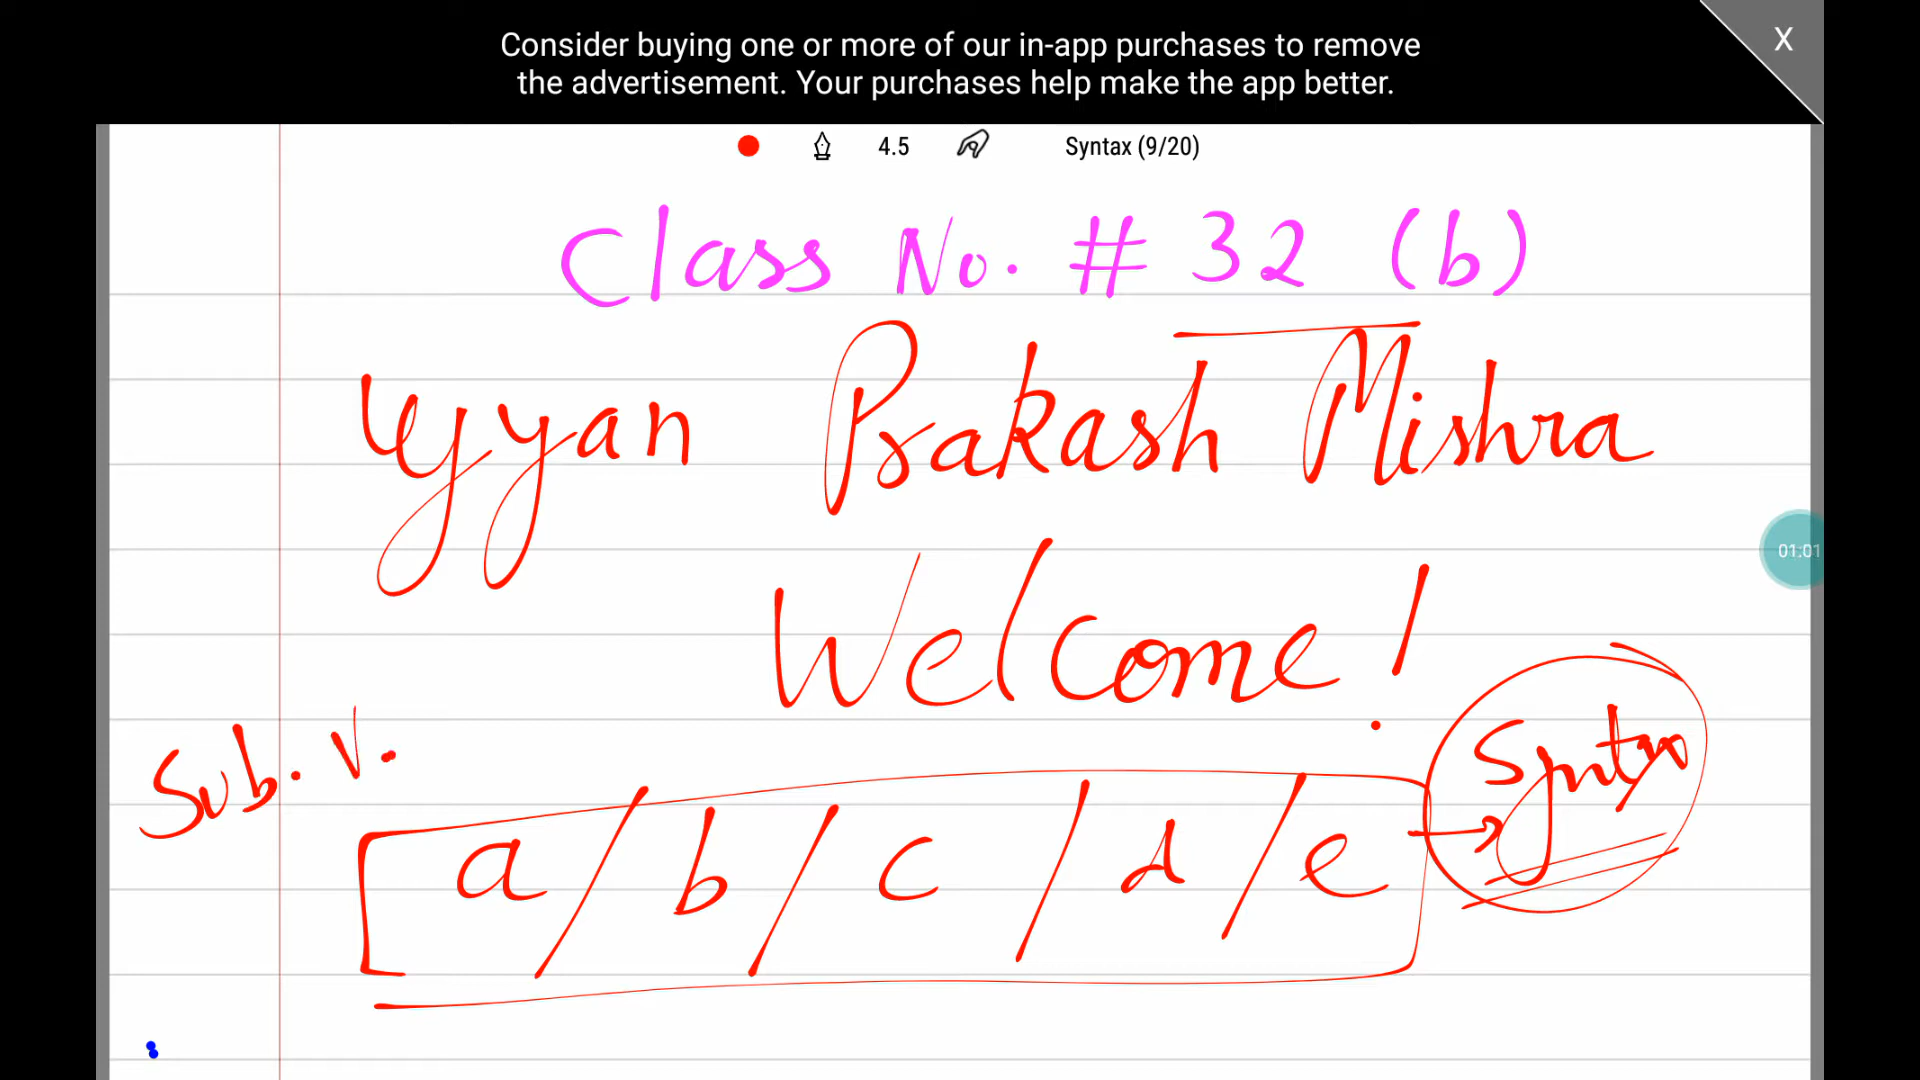 Consider buying one or more of our in-app purchases to remove
the advertisement. Your purchases help make the app better.
X
4.5 Syntax (9/20)
Class No. # 32 (b)
Gyan Prakash Mishra
Welcome!
01:01
Sub. V.
a/b/c/d/e → Syntax